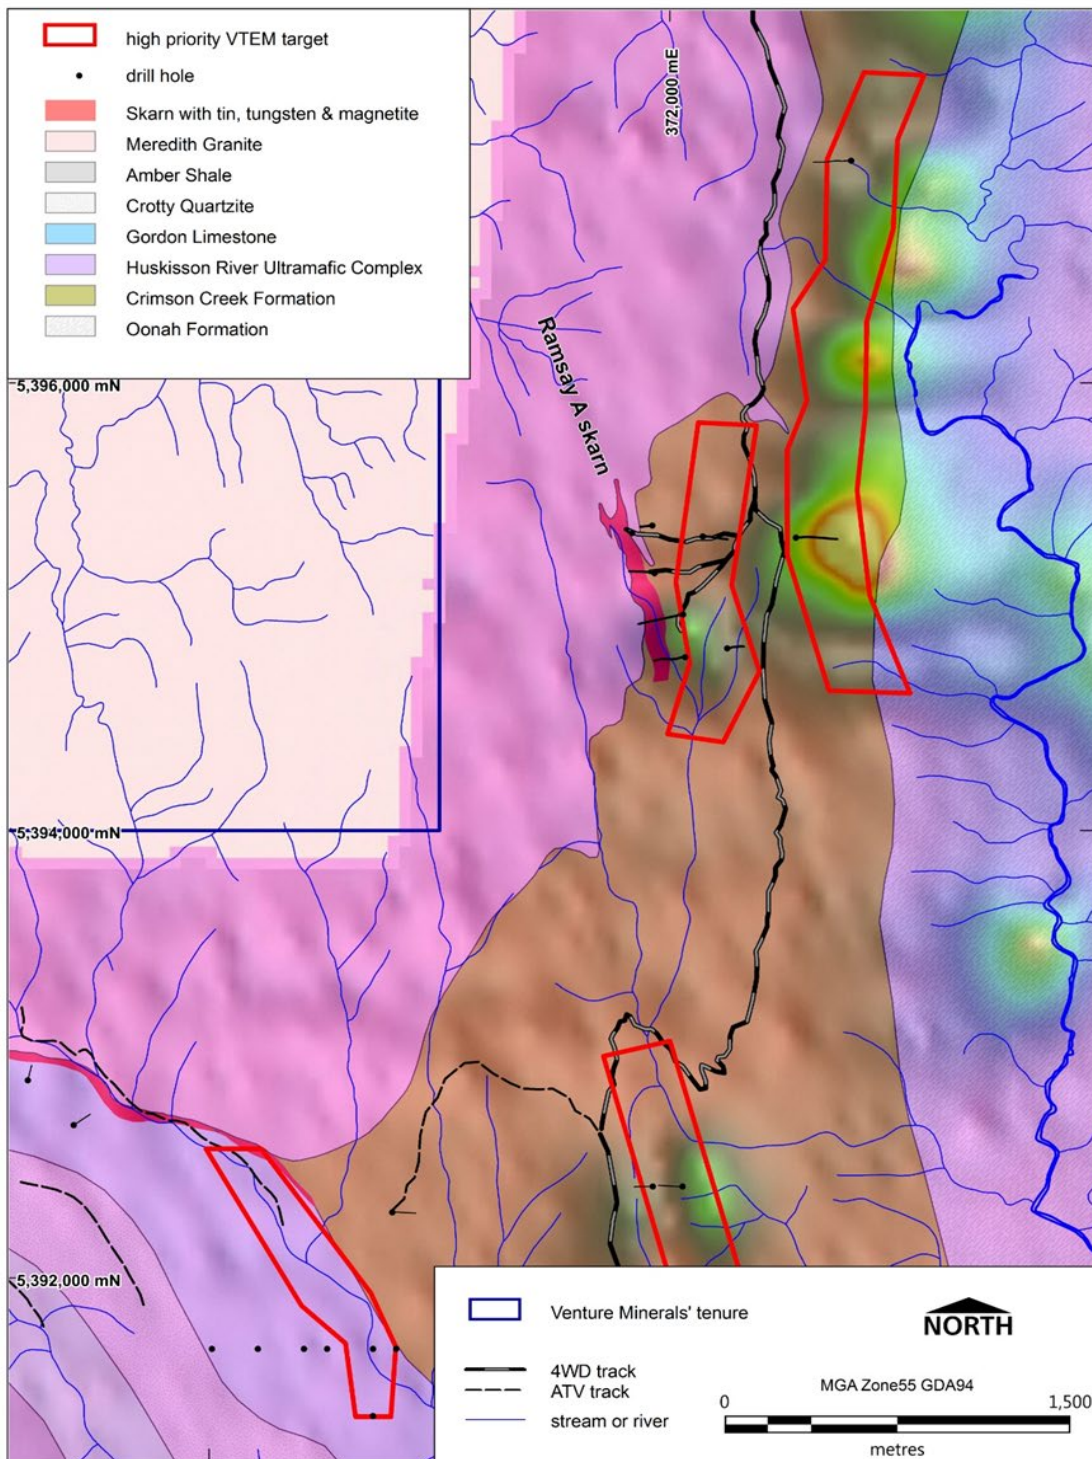 high priority VTEM target
drill hole
Skarn with tin, tungsten & magnetite
Meredith Granite
Amber Shale
Crotty Quartzite
Gordon Limestone
Huskisson River Ultramafic Complex
Crimson Creek Formation
Oonah Formation
372,000 mE
5,396,000 mN
Ramsay A skarn
5,394,000 mN
5,392,000 mN
Venture Minerals' tenure
4WD track
ATV track
stream or river
NORTH
MGA Zone55 GDA94
0 1,500
metres